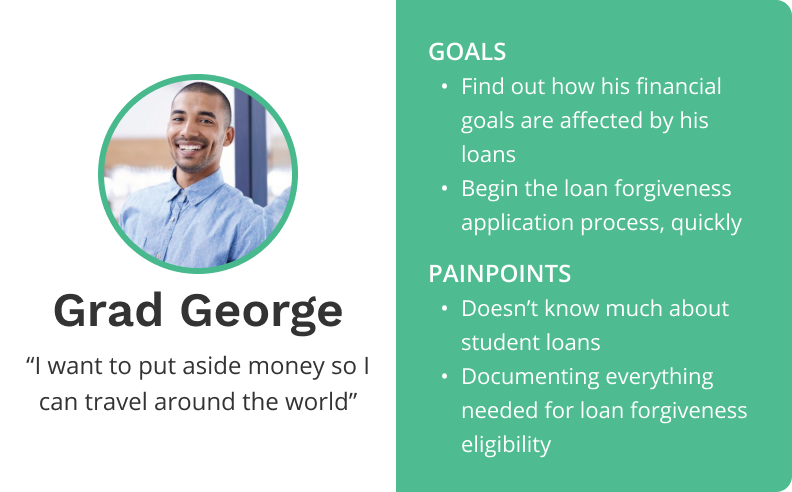 Grad George
“I want to put aside money so I
can travel around the world”
GOALS
• Find out how his financial
goals are affected by his
loans
• Begin the loan forgiveness
application process, quickly
PAINPOINTS
• Doesn’t know much about
student loans
• Documenting everything
needed for loan forgiveness
eligibility